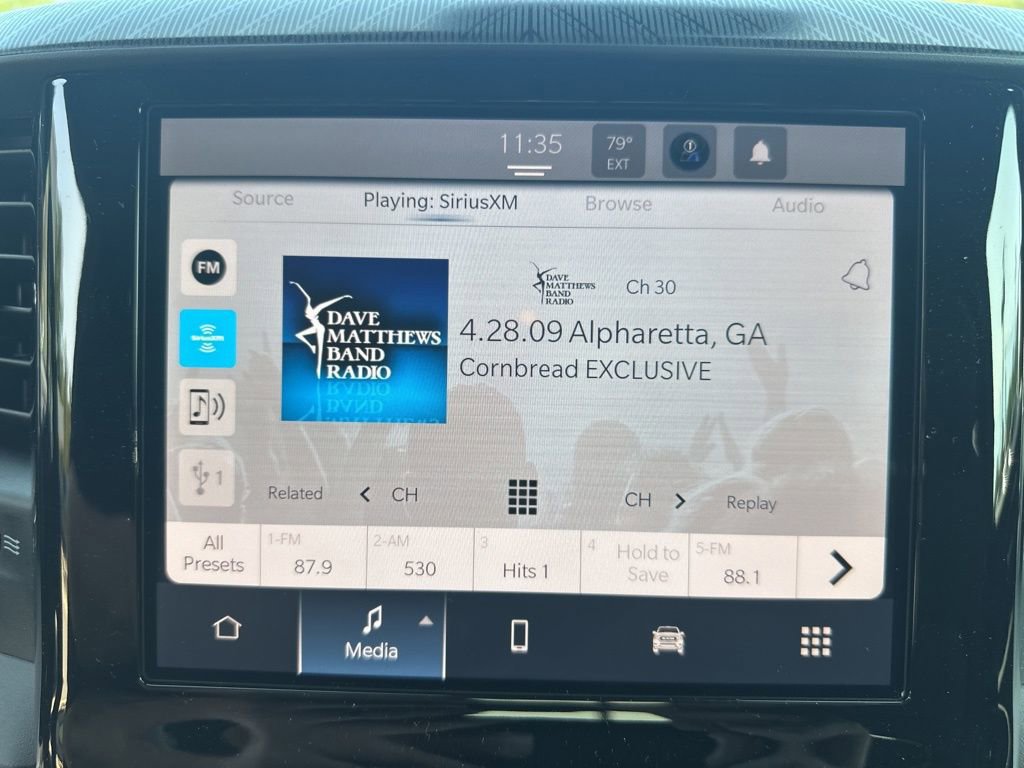 11:35
79°
EXT
Source
Playing: SiriusXM
Browse
Audio
FM
SiriusXM
1
DAVE
MATTHEWS
BAND
RADIO
DAVE
MATTHEWS
BAND
RADIO
Ch 30
4.28.09 Alpharetta, GA
Cornbread EXCLUSIVE
Related
CH
CH
Replay
All
Presets
1-FM
87.9
2-AM
530
3
Hits 1
4
Hold to
Save
5-FM
88.1
Media